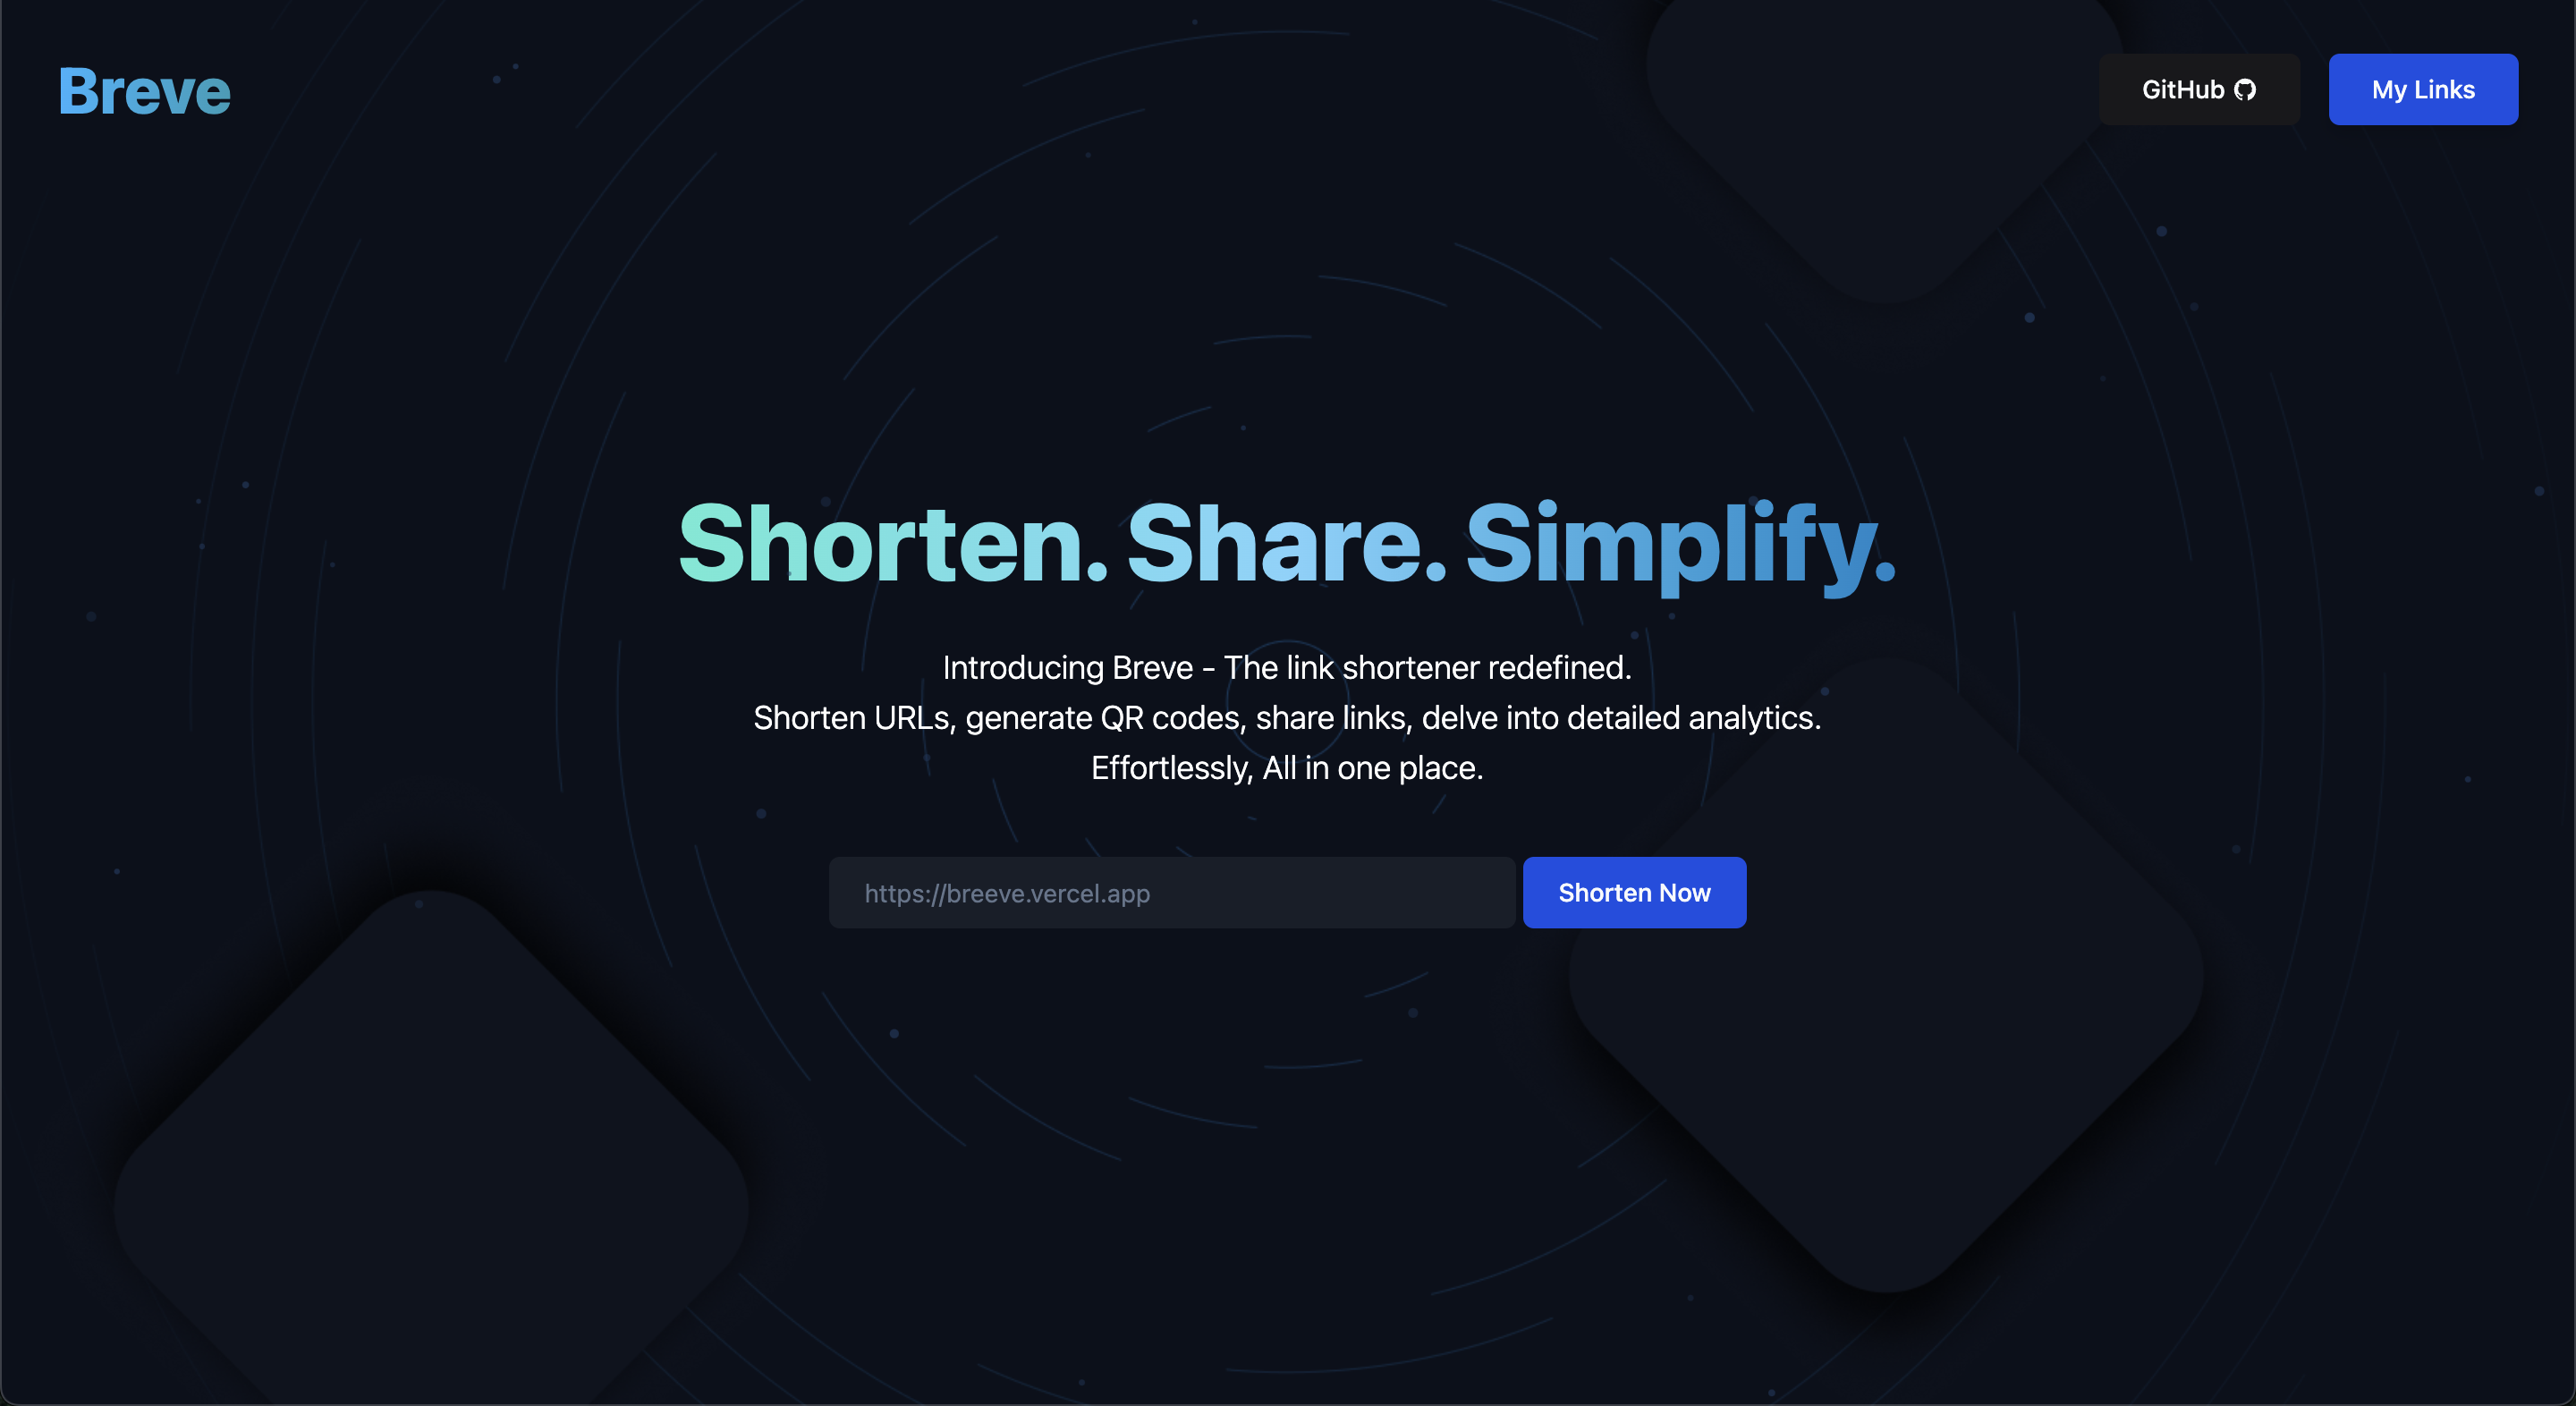 Breve
GitHub
My Links
Shorten. Share. Simplify.
Introducing Breve - The link shortener redefined.
Shorten URLs, generate QR codes, share links, delve into detailed analytics.
Effortlessly, All in one place.
https://breeve.vercel.app
Shorten Now